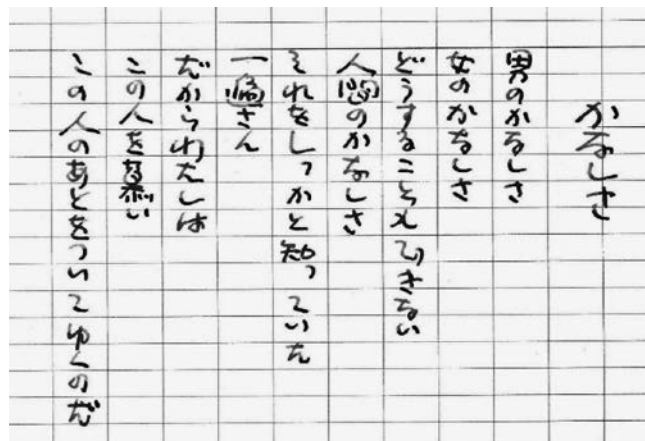 かなしさ
男のかなしさ
女のかなしさ
どうすることもできない
人間のかなしさ
それをしっかと知っていた
一遍さん
だからわたしは
この人を慕い
この人のあとをついてゆくのだ